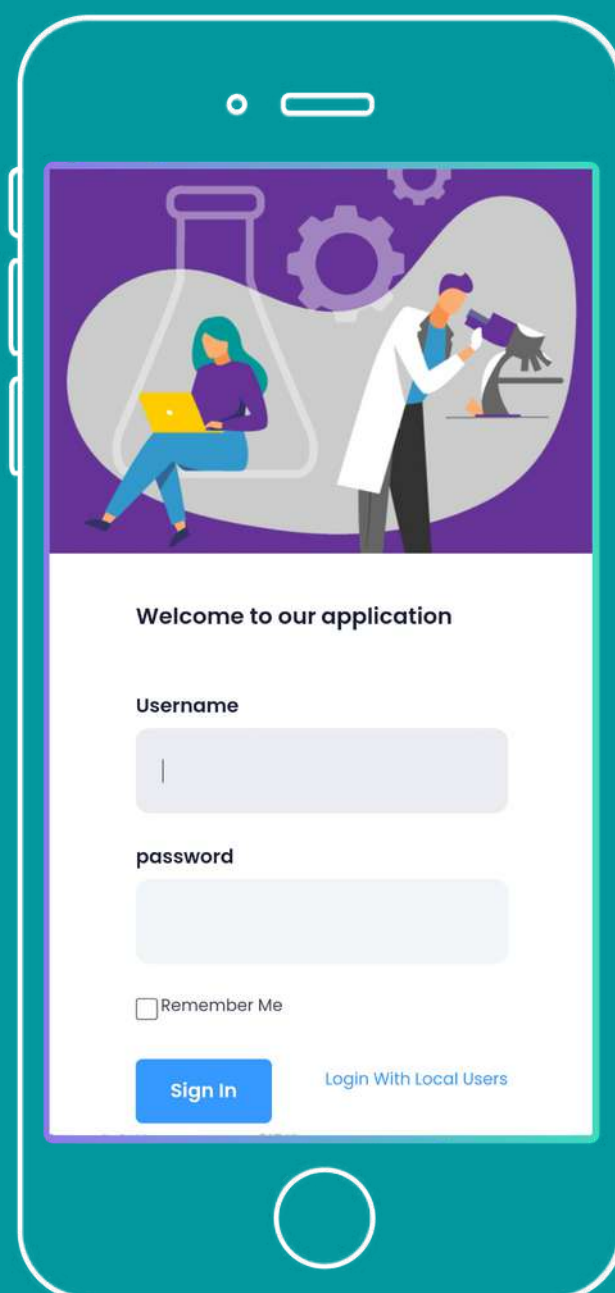 Welcome to our application
Username
password
Remember Me
Sign In
Login With Local Users